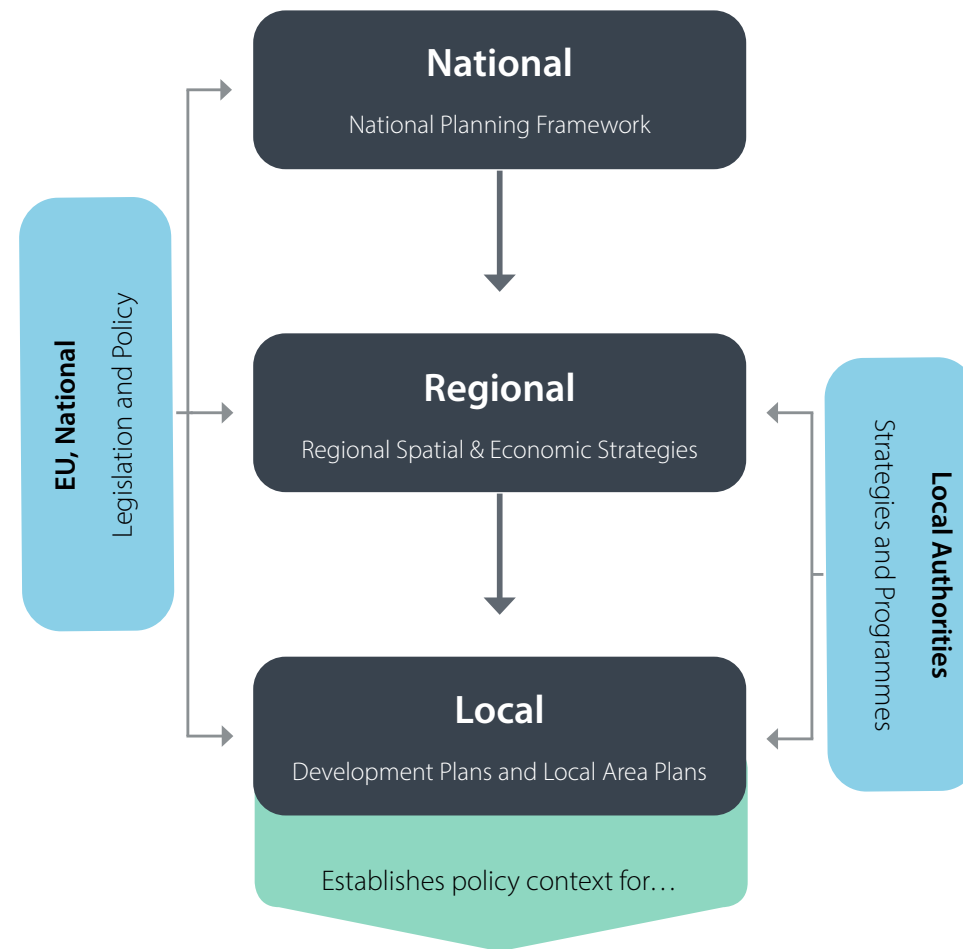 National
National Planning Framework
EU, National
Legislation and Policy
Regional
Regional Spatial & Economic Strategies
Local Authorities
Strategies and Programmes
Local
Development Plans and Local Area Plans
Establishes policy context for…